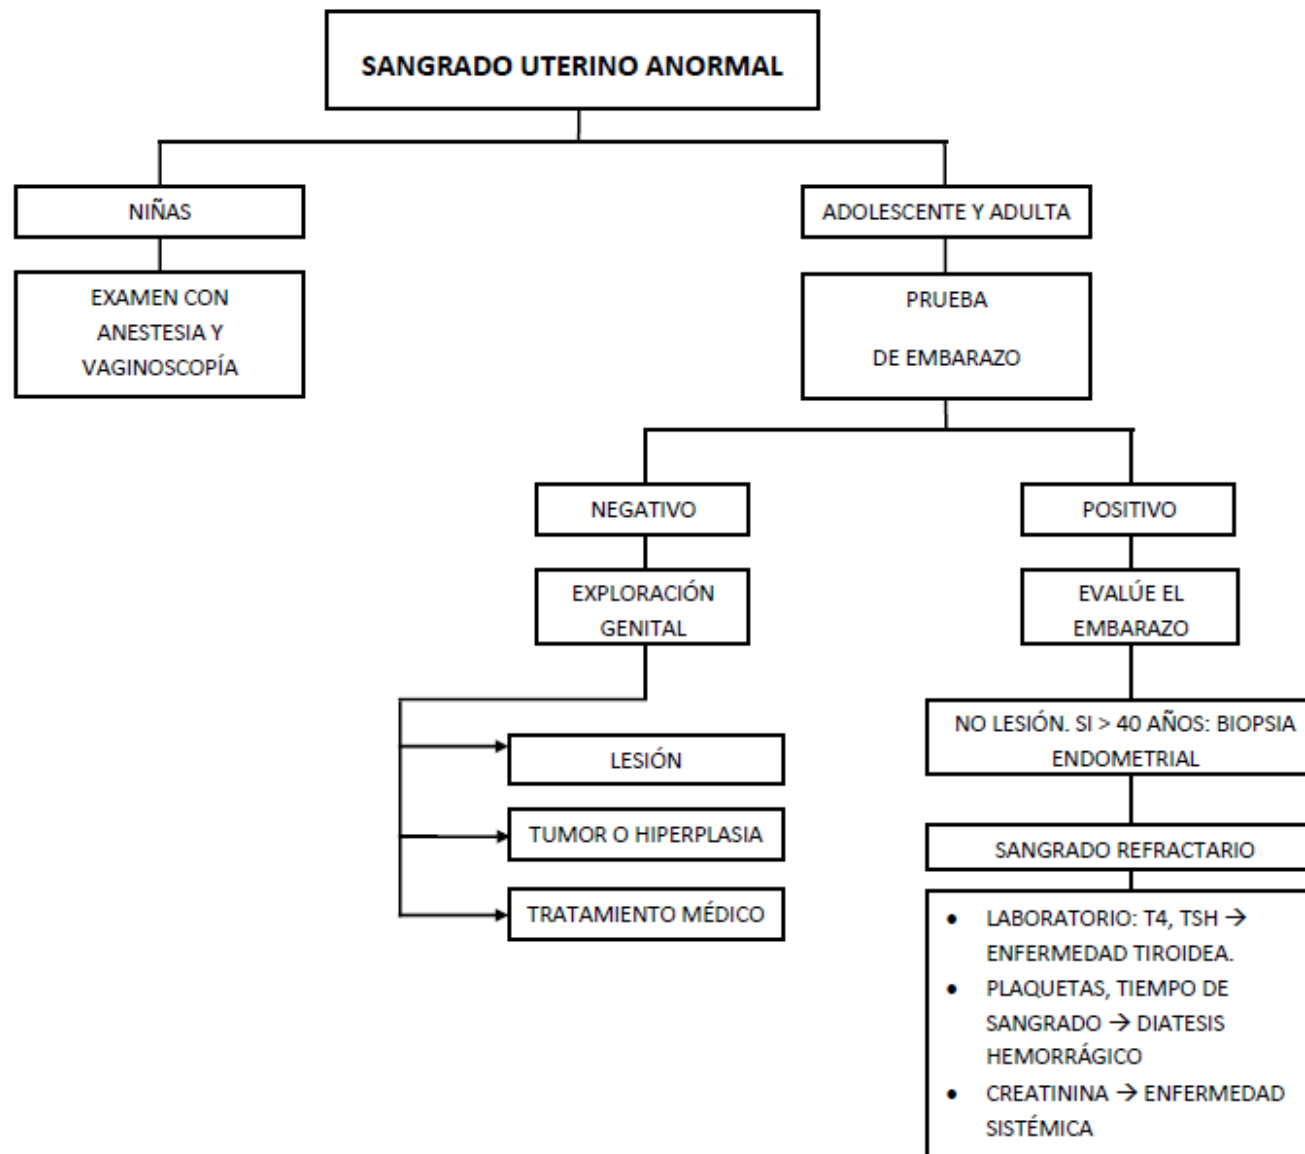 SANGRADO UTERINO ANORMAL
NIÑAS
ADOLESCENTE Y ADULTA
EXAMEN CON
ANESTESIA Y
VAGINOSCOPÍA
PRUEBA
DE EMBARAZO
NEGATIVO
POSITIVO
EXPLORACIÓN
GENITAL
EVALÚE EL
EMBARAZO
LESIÓN
TUMOR O HIPERPLASIA
TRATAMIENTO MÉDICO
NO LESIÓN. SI > 40 AÑOS: BIOPSIA
ENDOMETRIAL
SANGRADO REFRACTARIO
• LABORATORIO: T4, TSH →
ENFERMEDAD TIROIDEA.
• PLAQUETAS, TIEMPO DE
SANGRADO → DIATESIS
HEMORRÁGICO
• CREATININA → ENFERMEDAD
SISTÉMICA